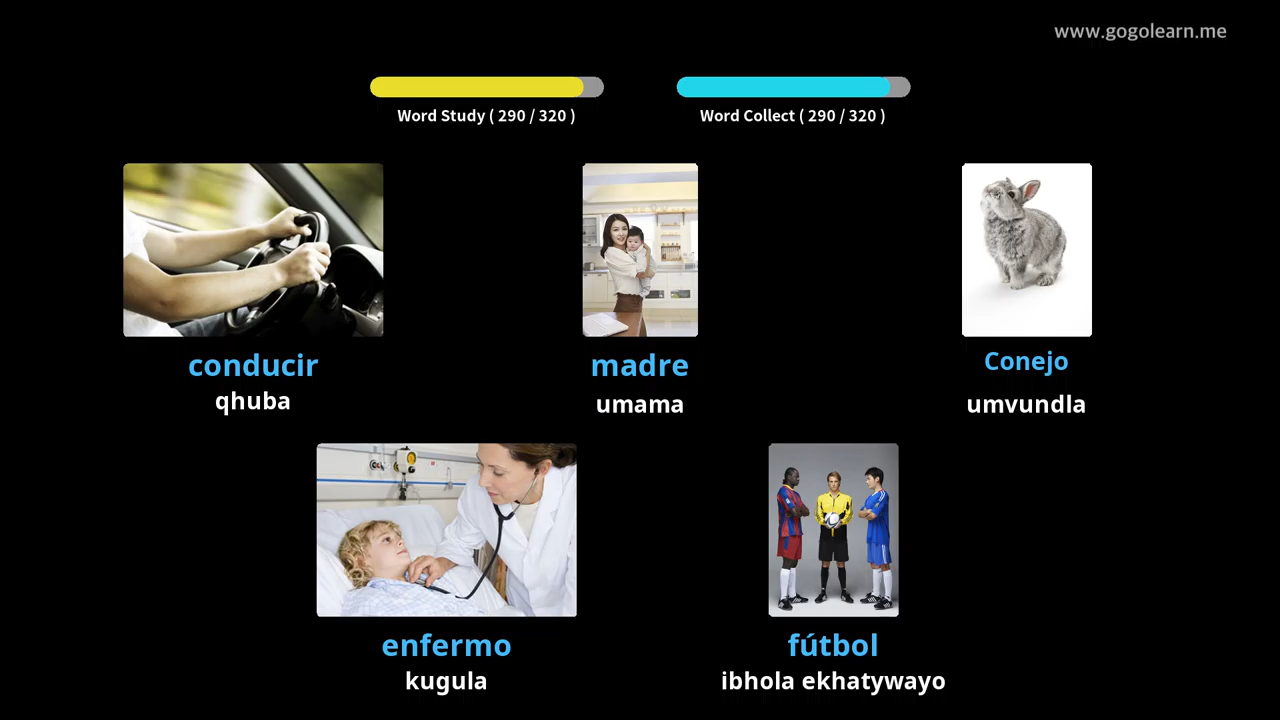 www.gogolearn.me
Word Study ( 290 / 320 )
Word Collect ( 290 / 320 )
conducir
qhuba
madre
umama
Conejo
umvundla
enfermo
kugula
fútbol
ibhola ekhatywayo